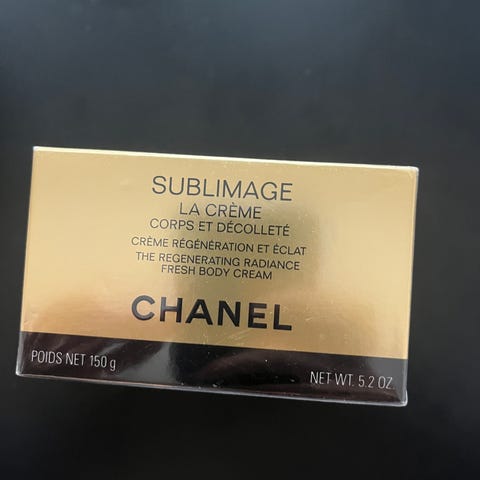 SUBLIMAGE
LA CRÈME
CORPS ET DÉCOLLETÉ
CRÈME RÉGÉNÉRATION ET ÉCLAT
THE REGENERATING RADIANCE
FRESH BODY CREAM
CHANEL
POIDS NET 150 g
NET WT. 5.2 OZ.